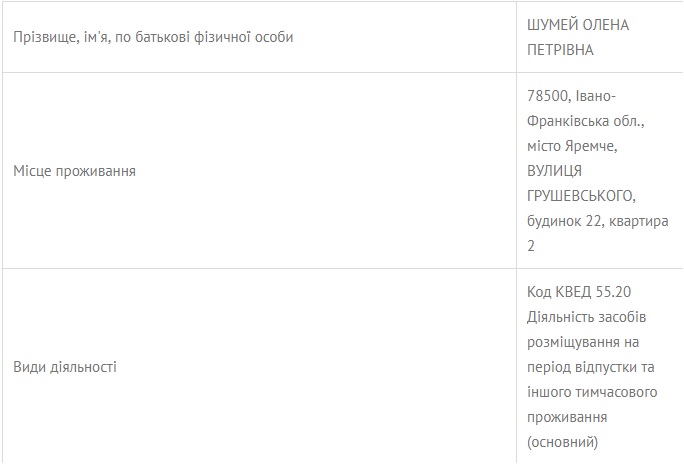 Прізвище, ім'я, по батькові фізичної особи
ШУМЕЙ ОЛЕНА
ПЕТРІВНА
Місце проживання
78500, Івано-
Франківська обл.,
місто Яремче,
ВУЛИЦЯ
ГРУШЕВСЬКОГО,
будинок 22, квартира
2
Види діяльності
Код КВЕД 55.20
Діяльність засобів
розміщування на
період відпустки та
іншого тимчасового
проживання
(основний)